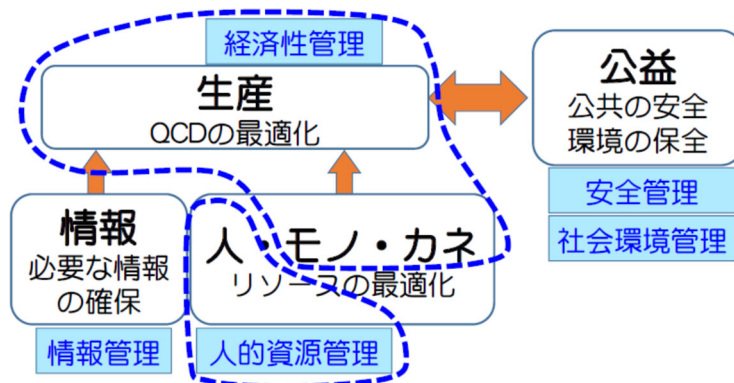 経済性管理
生産
QCDの最適化
公益
公共の安全
環境の保全
安全管理
社会環境管理
情報
必要な情報
の確保
情報管理
人・モノ・カネ
リソースの最適化
人的資源管理